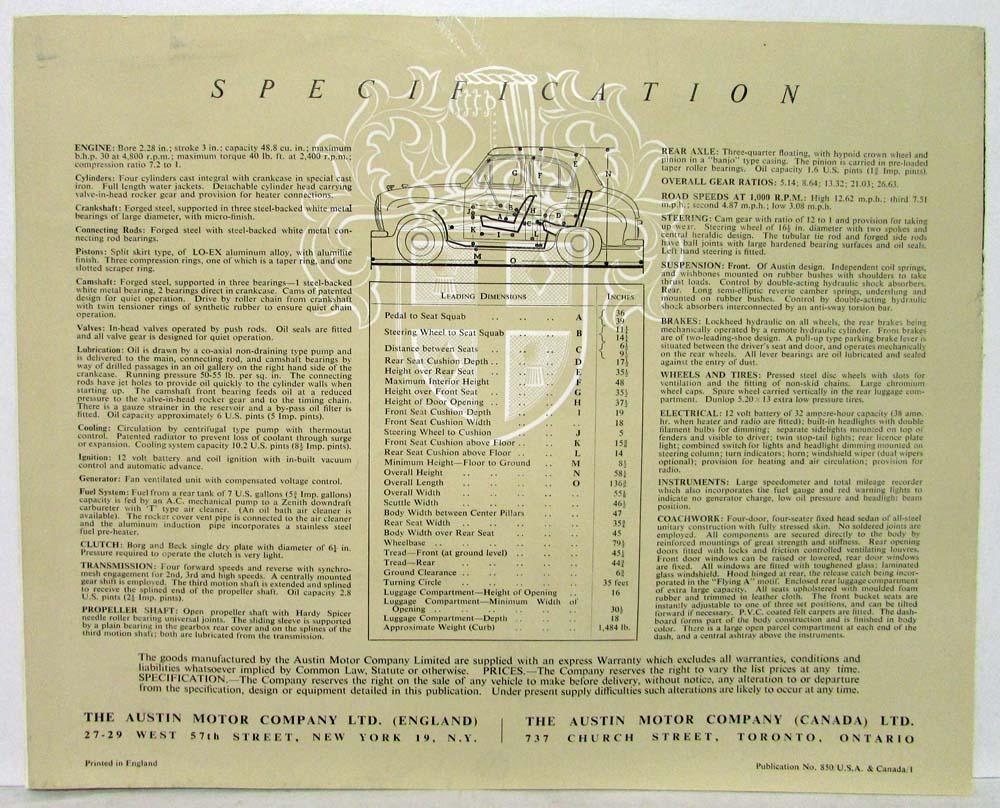 SPECIFICATION
ENGINE: Bore 2.28 in.; stroke 3 in.; capacity 48.8 cu. in.; maximum
b.h.p. 30 at 4,800 r.p.m.; maximum torque 40 lb. ft. at 2,400 r.p.m.;
compression ratio 7.2 to 1.
Cylinders: Four cylinders cast integral with crankcase in special cast
iron. Full length water jackets. Detachable cylinder head carrying
valve-in-head rocker gear and provision for heater connections.
Crankshaft: Forged steel, supported in three steel-backed white metal
bearings of large diameter, with micro-finish.
Connecting Rods: Forged steel with steel-backed white metal con-
necting rod bearings.
Pistons: Split skirt type, of LO-EX aluminum alloy, with alumilite
finish. Three compression rings, one of which is a taper ring, and one
slotted scraper ring.
Camshaft: Forged steel, supported in three bearings—1 steel-backed
white metal bearing, 2 bearings direct in crankcase. Cams of patented
design for quiet operation. Drive by roller chain from crankshaft
with twin tensioner rings of synthetic rubber to ensure quiet chain
operation.
Valves: In-head valves operated by push rods. Oil seals are fitted
and all valve gear is designed for quiet operation.
Lubrication: Oil is drawn by a co-axial non-draining type pump and
is delivered to the main, connecting rod, and camshaft bearings by
way of drilled passages in an oil gallery on the right hand side of the
crankcase. Running pressure 50-55 lb. per sq. in. The connecting
rods have jet holes to provide oil quickly to the cylinder walls when
starting up. The camshaft front bearing feeds oil at a reduced
pressure to the valve-in-head rocker gear and to the timing chain.
There is a gauze strainer in the reservoir and a by-pass oil filter is
fitted. Oil capacity approximately 6 U.S. pints (5 Imp. pints).
Cooling: Circulation by centrifugal type pump with thermostat
control. Patented radiator to prevent loss of coolant through surge
or expansion. Cooling system capacity 10.2 U.S. pints (8½ Imp. pints).
Ignition: 12 volt battery and coil ignition with in-built vacuum
control and automatic advance.
Generator: Fan ventilated unit with compensated voltage control.
Fuel System: Fuel from a rear tank of 7 U.S. gallons (5¾ Imp. gallons)
capacity is fed by an A.C. mechanical pump to a Zenith downdraft
carbureter with 'T' type air cleaner. (An oil bath air cleaner is
available). The rocker cover vent pipe is connected to the air cleaner
and the aluminum induction pipe incorporates a stainless steel
fuel pre-heater.
CLUTCH: Borg and Beck single dry plate with diameter of 6¼ in.
Pressure required to operate the clutch is very light.
TRANSMISSION: Four forward speeds and reverse with synchro-
mesh engagement for 2nd, 3rd and high speeds. A centrally mounted
gear shift is employed. The third motion shaft is extended and splined
to receive the splined end of the propeller shaft. Oil capacity 2.8
U.S. pints (2⅓ Imp. pints).
PROPELLER SHAFT: Open propeller shaft with Hardy Spicer
needle roller bearing universal joints. The sliding sleeve is supported
by a plain bearing in the gearbox rear cover and on the splines of the
third motion shaft; both are lubricated from the transmission.
LEADING DIMENSIONS INCHES
Pedal to Seat Squab A 36 39
Steering Wheel to Seat Squab B 11¼ 14½
Distance between Seats C 6½ 9½
Rear Seat Cushion Depth D 17½
Height over Rear Seat E 35½
Maximum Interior Height F 48
Height over Front Seat G 35½
Height of Door Opening H 37½
Front Seat Cushion Depth I 19
Front Seat Cushion Width 18
Steering Wheel to Cushion J 5
Front Seat Cushion above Floor K 15¾
Rear Seat Cushion above Floor L 14
Minimum Height—Floor to Ground M 8½
Overall Height N 58¼
Overall Length O 136¾
Overall Width 55¼
Scuttle Width 46½
Body Width between Center Pillars 47
Rear Seat Width 35¾
Body Width over Rear Seat 45
Wheelbase 79½
Tread—Front (at ground level) 45¼
Tread—Rear 44¾
Ground Clearance 6¾
Turning Circle 35 feet
Luggage Compartment—Height of Opening 16
Luggage Compartment—Minimum Width of
Opening 30½
Luggage Compartment—Depth 18
Approximate Weight (Curb) 1,484 lb.
REAR AXLE: Three-quarter floating, with hypoid crown wheel and
pinion in a "banjo" type casing. The pinion is carried in pre-loaded
taper roller bearings. Oil capacity 1.6 U.S. pints (1¾ Imp. pints).
OVERALL GEAR RATIOS: 5.14; 8.64; 13.32; 21.03; 26.63.
ROAD SPEEDS AT 1,000 R.P.M.: High 12.62 m.p.h.; third 7.51
m.p.h.; second 4.87 m.p.h.; low 3.08 m.p.h.
STEERING: Cam gear with ratio of 12 to 1 and provision for taking
up wear. Steering wheel of 16½ in. diameter with two spokes and
central heraldic design. The tubular tie rod and forged side rods
have ball joints with large hardened bearing surfaces and oil seals.
Left hand steering is fitted.
SUSPENSION: Front. Of Austin design. Independent coil springs,
and wishbones mounted on rubber bushes with shoulders to take
thrust loads. Control by double-acting hydraulic shock absorbers.
Rear. Long semi-elliptic reverse camber springs, underslung and
mounted on rubber bushes. Control by double-acting hydraulic
shock absorbers interconnected by an anti-sway torsion bar.
BRAKES: Lockheed hydraulic on all wheels, the rear brakes being
mechanically operated by a remote hydraulic cylinder. Front brakes
are of two-leading-shoe design. A pull-up type parking brake lever is
situated between the driver's seat and door, and operates mechanically
on the rear wheels. All lever bearings are oil lubricated and sealed
against the entry of dust.
WHEELS AND TIRES: Pressed steel disc wheels with slots for
ventilation and the fitting of non-skid chains. Large chromium
wheel caps. Spare wheel carried vertically in the rear luggage com-
partment. Dunlop 5.20 × 13 extra low pressure tires.
ELECTRICAL: 12 volt battery of 32 ampere-hour capacity (38 amp.
hr. when heater and radio are fitted); built-in headlights with double
filament bulbs for dimming; separate sidelights mounted on top of
fenders and visible to driver; twin stop-tail lights; rear licence plate
light; combined switch for lights and headlight dimming mounted on
steering column; turn indicators; horn; windshield wiper (dual wipers
optional); provision for heating and air circulation; provision for
radio.
INSTRUMENTS: Large speedometer and total mileage recorder
which also incorporates the fuel gauge and red warning lights to
indicate no generator charge, low oil pressure and headlight beam
position.
COACHWORK: Four-door, four-seater fixed head sedan of all-steel
unitary construction with fully stressed skin. No soldered joints are
employed. All components are secured directly to the body by
reinforced mountings of great strength and stiffness. Rear opening
doors fitted with locks and friction controlled ventilating louvres.
Front door windows can be raised or lowered, rear door windows
are fixed. All windows are fitted with toughened glass; laminated
glass windshield. Hood hinged at rear, the release catch being incor-
porated in the "Flying A" motif. Enclosed rear luggage compartment
of extra large capacity. All seats upholstered with moulded foam
rubber and trimmed in leather cloth. The front bucket seats are
instantly adjustable to one of three set positions, and can be tilted
forward if necessary. P.V.C. coated felt carpets are fitted. The dash-
board forms part of the body construction and is finished in body
color. There is a large open parcel compartment at each end of the
dash, and a central ashtray above the instruments.
The goods manufactured by the Austin Motor Company Limited are supplied with an express Warranty which excludes all warranties, conditions and
liabilities whatsoever implied by Common Law, Statute or otherwise. PRICES.—The Company reserves the right to vary the list prices at any time.
SPECIFICATION.—The Company reserves the right on the sale of any vehicle to make before delivery, without notice, any alteration to or departure
from the specification, design or equipment detailed in this publication. Under present supply difficulties such alterations are likely to occur at any time.
THE AUSTIN MOTOR COMPANY LTD. (ENGLAND)
27-29 WEST 57th STREET, NEW YORK 19, N.Y.
THE AUSTIN MOTOR COMPANY (CANADA) LTD.
737 CHURCH STREET, TORONTO, ONTARIO
Printed in England
Publication No. 850/U.S.A. & Canada/1